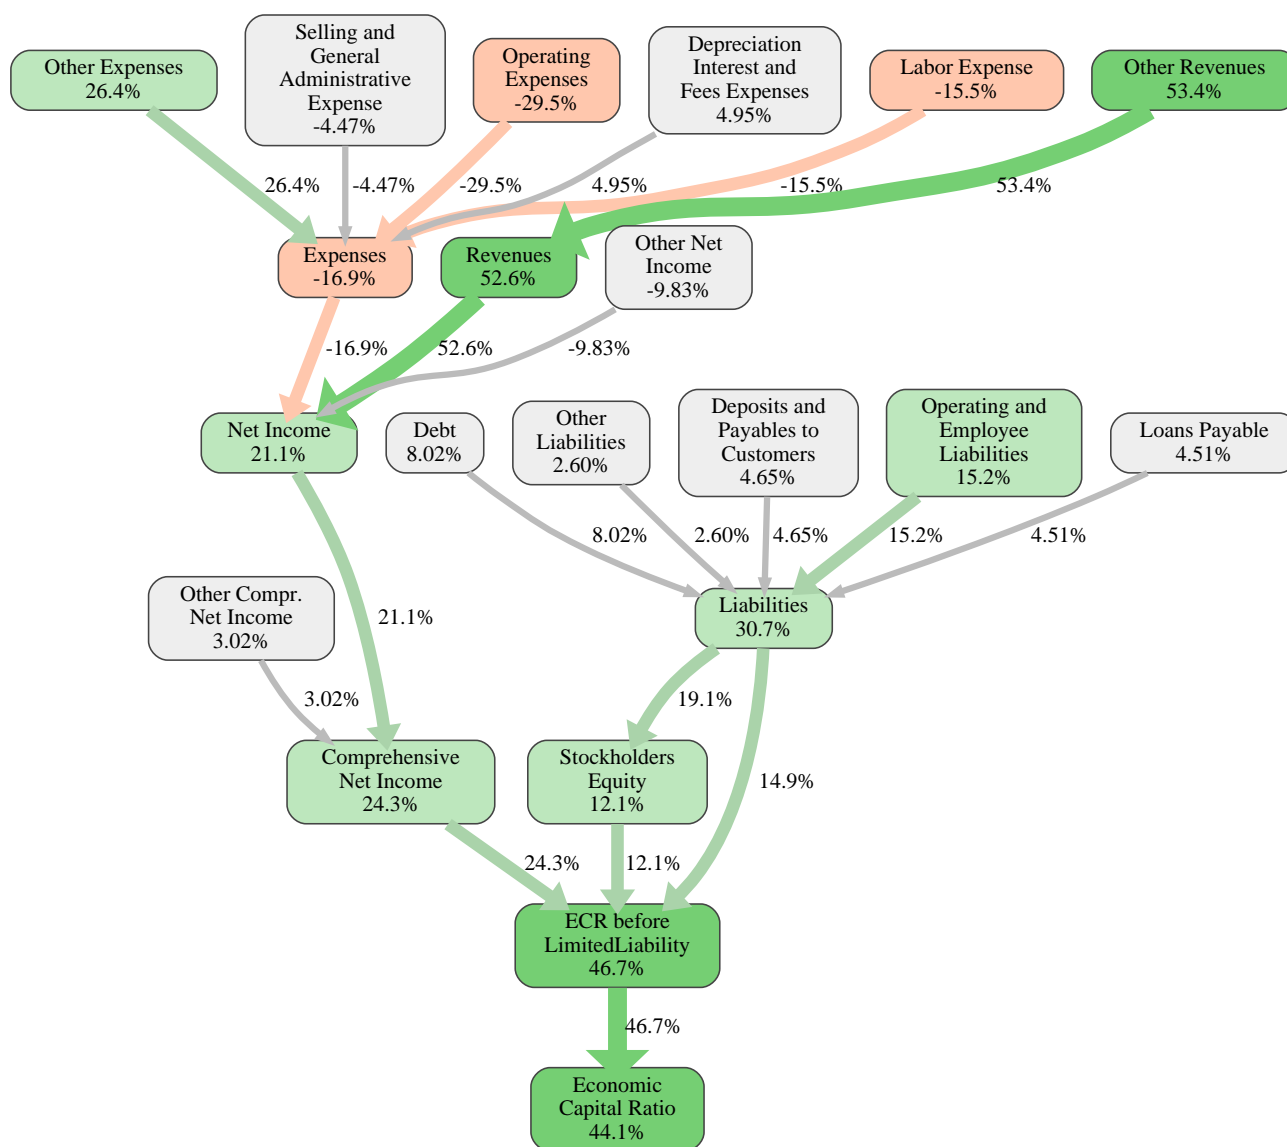 Other Expenses
26.4%
Selling and
General
Administrative
Expense
-4.47%
Operating
Expenses
-29.5%
Depreciation
Interest and
Fees Expenses
4.95%
Labor Expense
-15.5%
Other Revenues
53.4%
26.4%
-4.47%
-29.5%
4.95%
-15.5%
53.4%
Expenses
-16.9%
Revenues
52.6%
Other Net
Income
-9.83%
-16.9%
52.6%
-9.83%
Net Income
21.1%
Debt
8.02%
Other
Liabilities
2.60%
Deposits and
Payables to
Customers
4.65%
Operating and
Employee
Liabilities
15.2%
Loans Payable
4.51%
8.02%
2.60%
4.65%
15.2%
4.51%
Other Compr.
Net Income
3.02%
21.1%
Liabilities
30.7%
3.02%
19.1%
Comprehensive
Net Income
24.3%
Stockholders
Equity
12.1%
14.9%
24.3%
12.1%
ECR before
LimitedLiability
46.7%
46.7%
Economic
Capital Ratio
44.1%